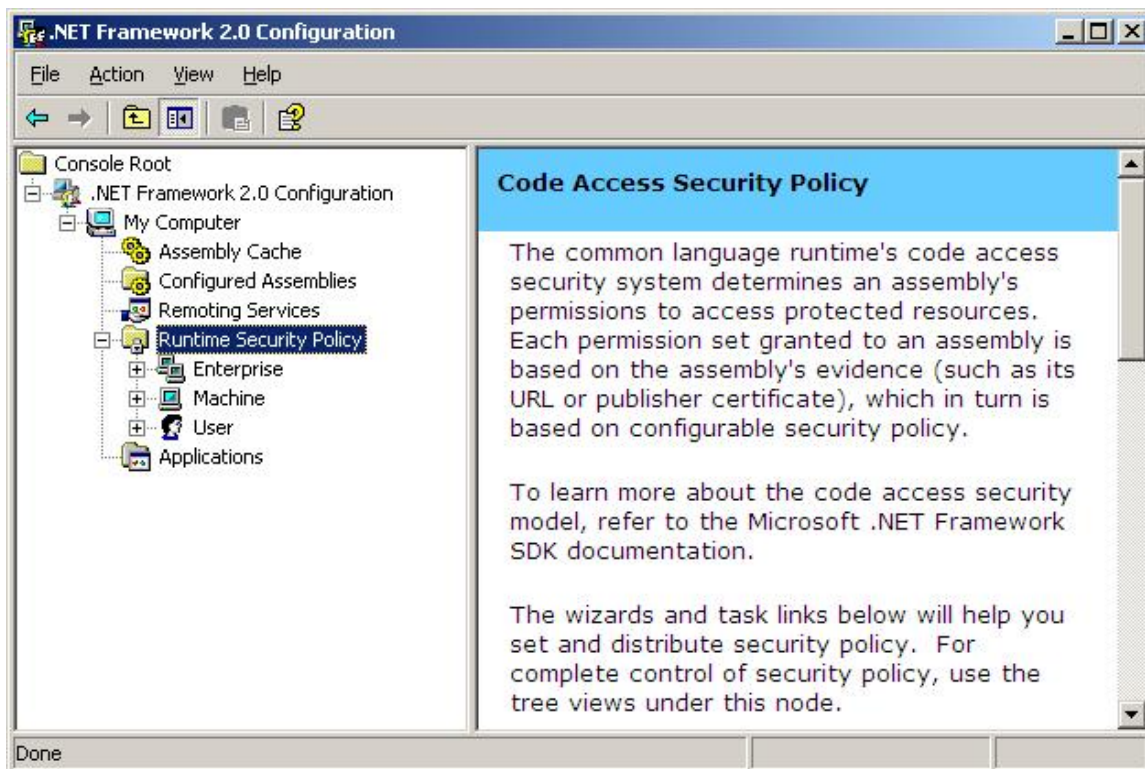 .NET Framework 2.0 Configuration
File Action View Help
Console Root
.NET Framework 2.0 Configuration
My Computer
Assembly Cache
Configured Assemblies
Remoting Services
Runtime Security Policy
Enterprise
Machine
User
Applications
Code Access Security Policy
The common language runtime's code access
security system determines an assembly's
permissions to access protected resources.
Each permission set granted to an assembly is
based on the assembly's evidence (such as its
URL or publisher certificate), which in turn is
based on configurable security policy.
To learn more about the code access security
model, refer to the Microsoft .NET Framework
SDK documentation.
The wizards and task links below will help you
set and distribute security policy.  For
complete control of security policy, use the
tree views under this node.
Done